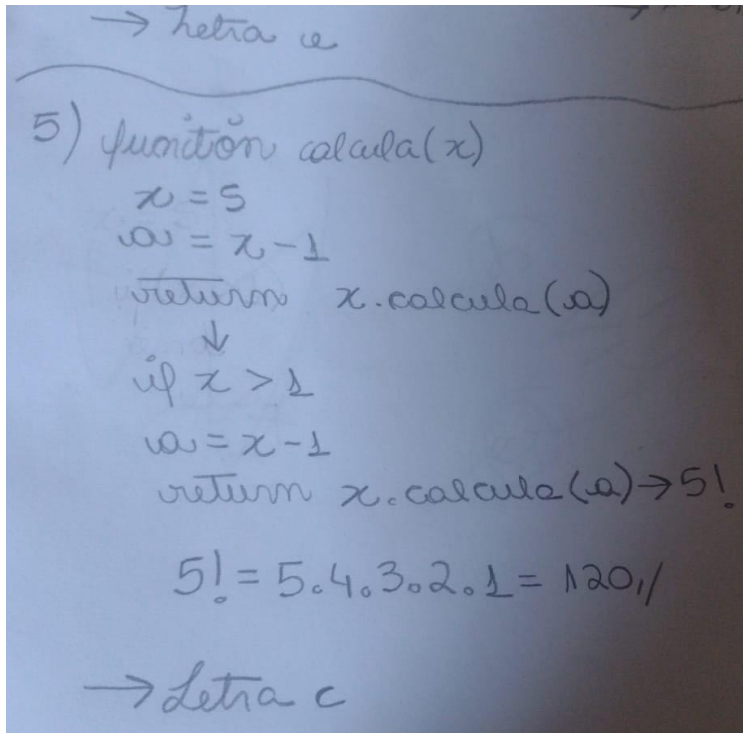 → Letra e
5) function calcula(x)
x = 5
a = x - 1
return x.calcula(a)
↓
if x > 1
a = x - 1
return x.calcula(a) → 5!
5! = 5.4.3.2.1 = 120,//
→ Letra c